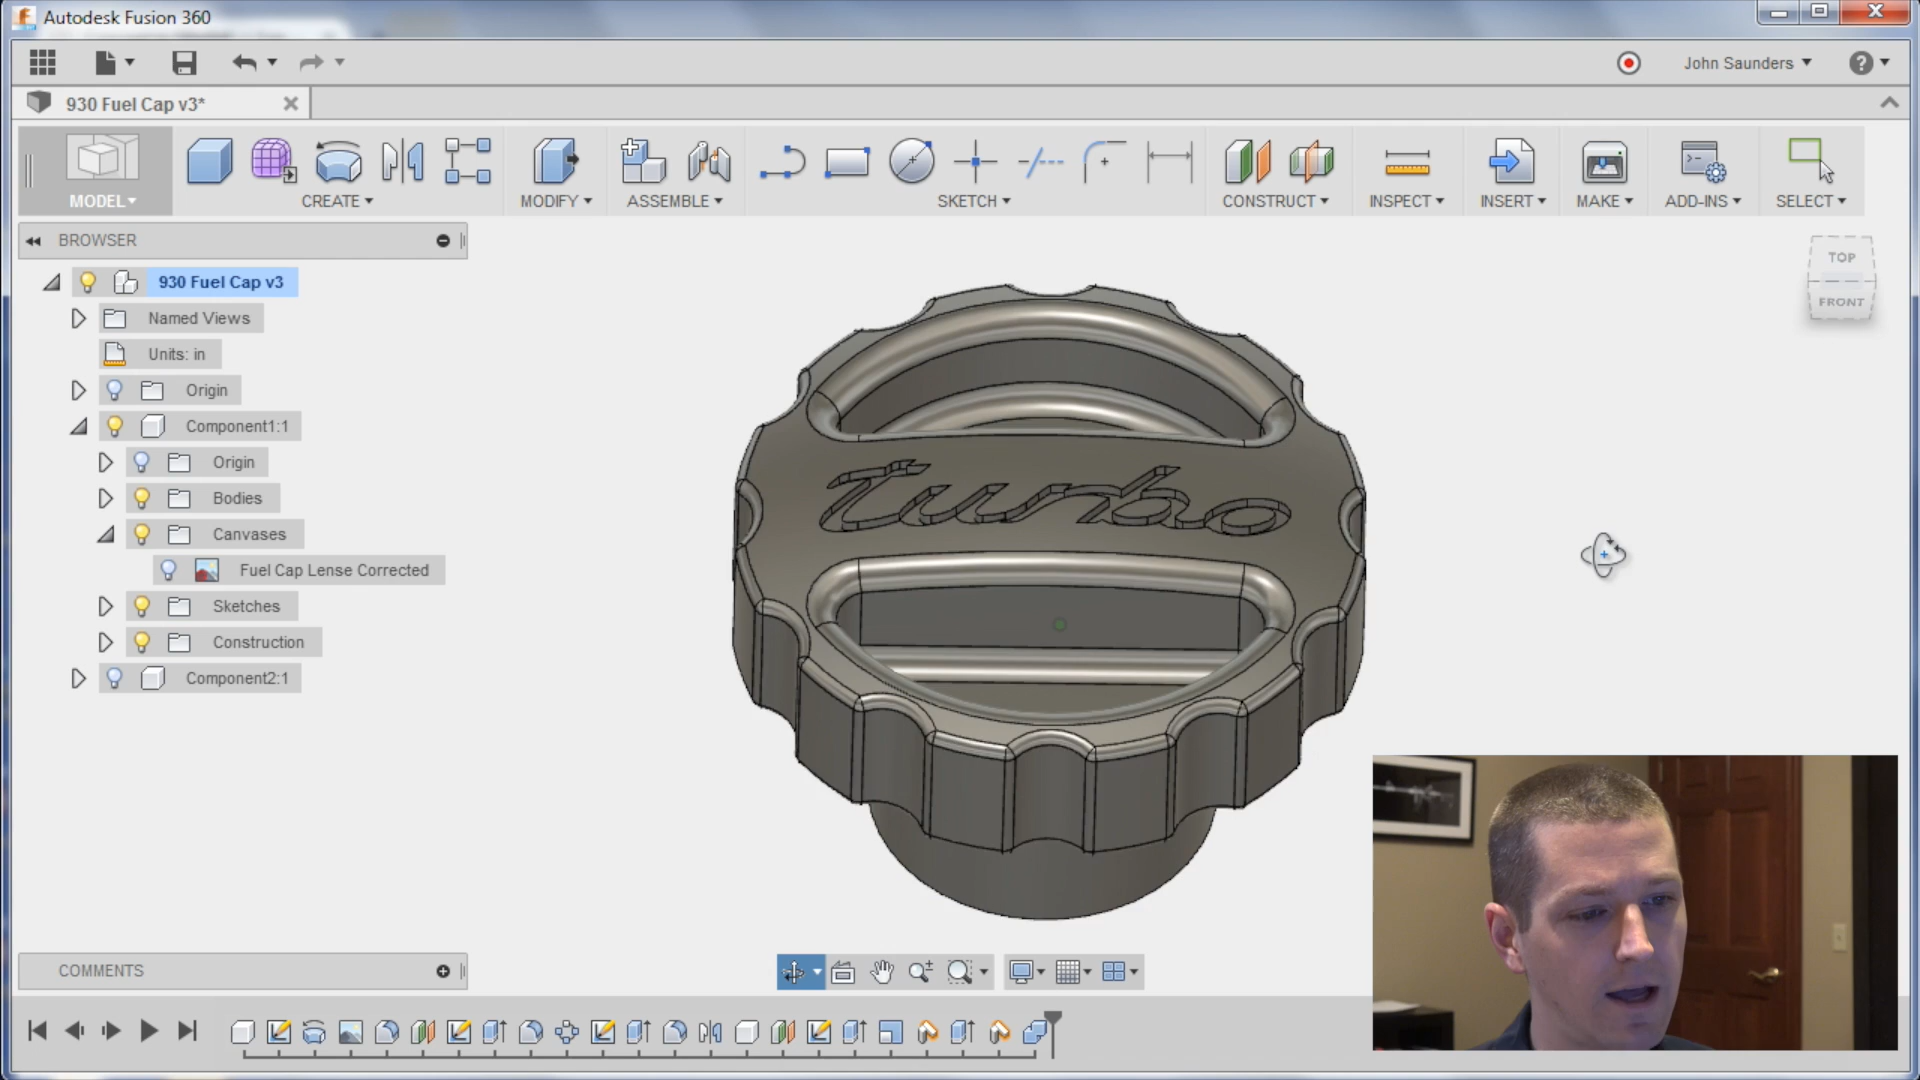 Autodesk Fusion 360
John Saunders
930 Fuel Cap v3*
MODEL
CREATE
MODIFY
ASSEMBLE
SKETCH
CONSTRUCT
INSPECT
INSERT
MAKE
ADD-INS
SELECT
BROWSER
930 Fuel Cap v3
Named Views
Units: in
Origin
Component1:1
Origin
Bodies
Canvases
Fuel Cap Lense Corrected
Sketches
Construction
Component2:1
TOP
FRONT
turbo
COMMENTS